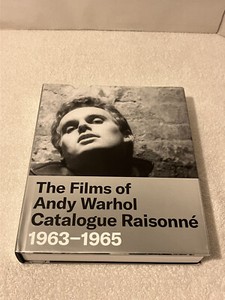 The Films of
Andy Warhol
Catalogue Raisonné
1963–1965